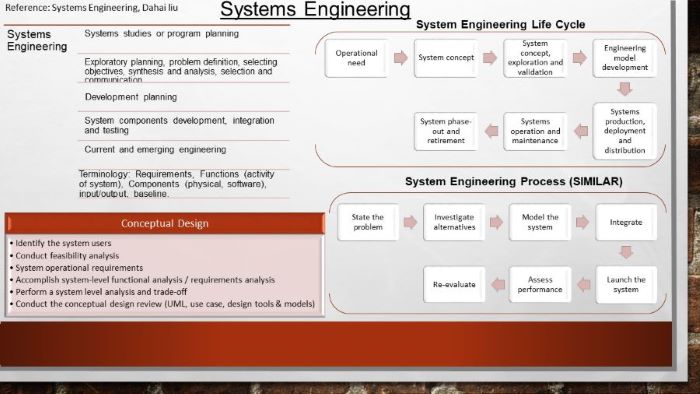 Reference: Systems Engineering, Dahai liu
Systems Engineering
Systems
Engineering
Systems studies or program planning
Exploratory planning, problem definition, selecting
objectives, synthesis and analysis, selection and
communication
Development planning
System components development, integration
and testing
Current and emerging engineering
Terminology: Requirements, Functions (activity
of system), Components (physical, software),
input/output, baseline.
Conceptual Design
• Identify the system users
• Conduct feasibility analysis
• System operational requirements
• Accomplish system-level functional analysis / requirements analysis
• Perform a system level analysis and trade-off
• Conduct the conceptual design review (UML, use case, design tools & models)
System Engineering Life Cycle
Operational
need
System concept
System
concept,
exploration and
validation
Engineering
model
development
Systems
production,
deployment
and
distribution
Systems
operation and
maintenance
System phase-
out and
retirement
System Engineering Process (SIMILAR)
State the
problem
Investigate
alternatives
Model the
system
Integrate
Launch the
system
Assess
performance
Re-evaluate